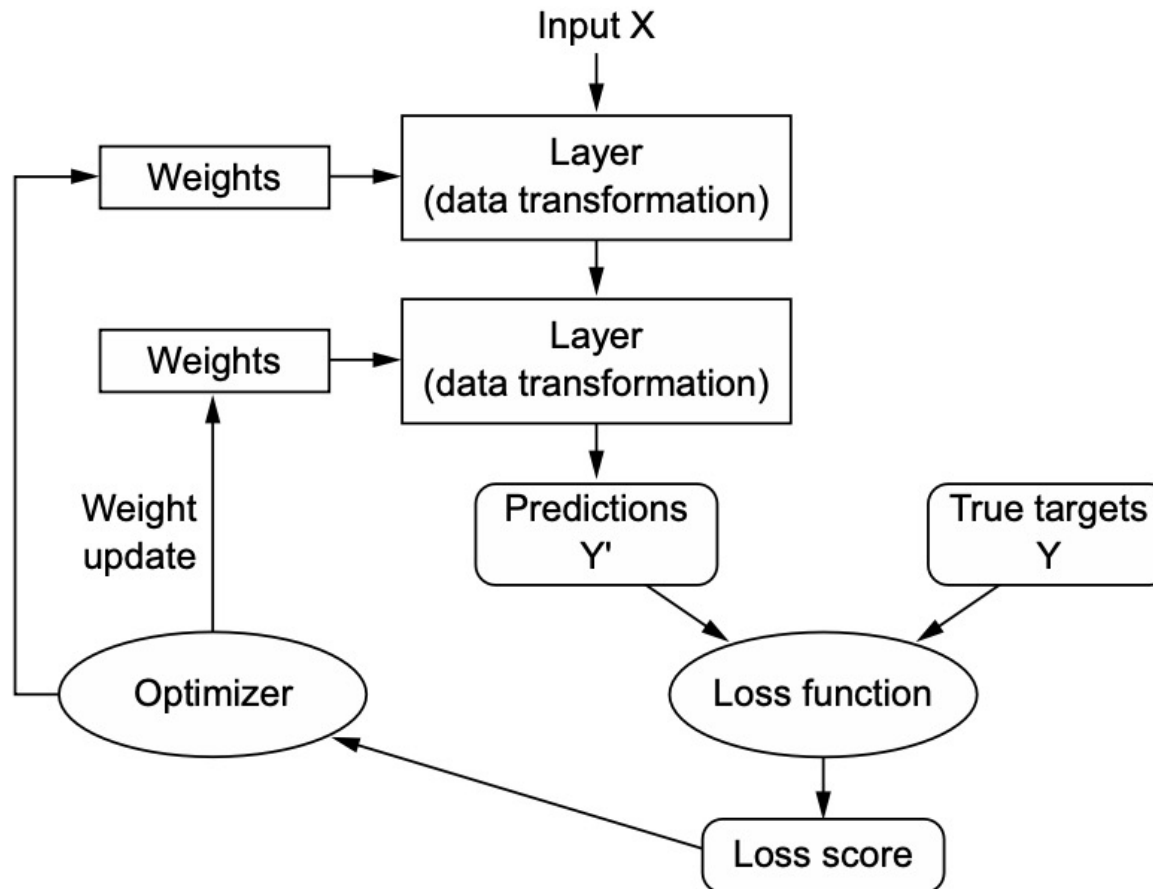 Input X
Weights
Layer
(data transformation)
Weights
Layer
(data transformation)
Weight
update
Predictions
Y'
True targets
Y
Optimizer
Loss function
Loss score